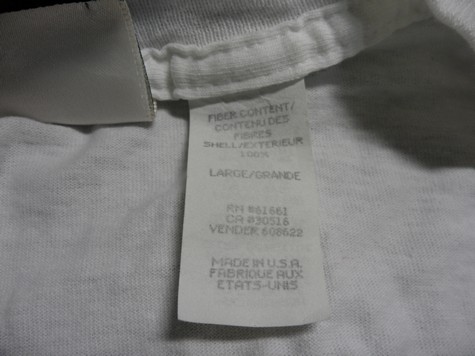 FIBER CONTENT/
CONTENU DES
FIBRES
SHELL/EXTERIEUR
100%
LARGE/GRANDE
RN #61661
CA #30516
VENDER 608622
MADE IN U.S.A.
FABRIQUE AUX
ETATS-UNIS